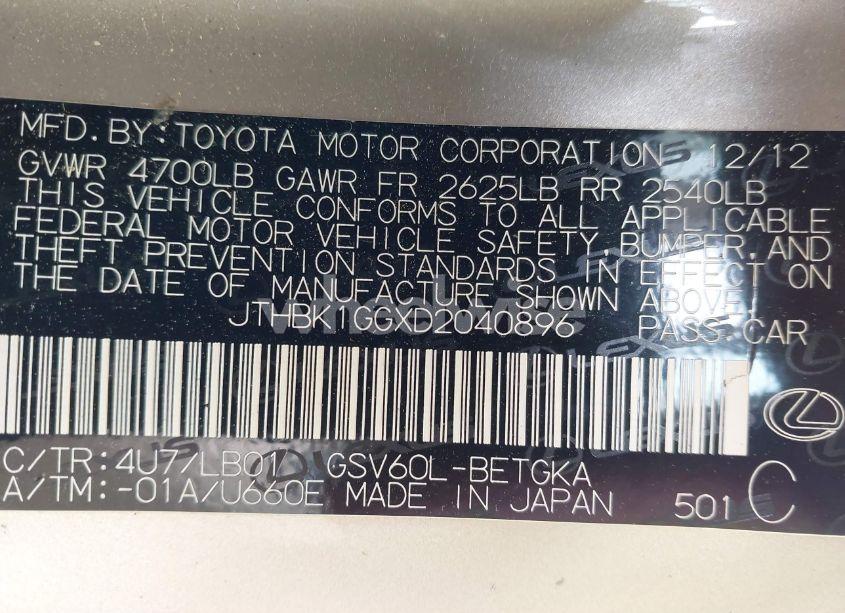 MFD.BY:TOYOTA MOTOR CORPORATION 12/12
GVWR 4700LB GAWR FR 2625LB RR 2540LB
THIS VEHICLE CONFORMS TO ALL APPLICABLE
FEDERAL MOTOR VEHICLE SAFETY,BUMPER,AND
THEFT PREVENTION STANDARDS IN EFFECT ON
THE DATE OF MANUFACTURE SHOWN ABOVE.
JTHBK1GGXD2040896 PASS.CAR
C/TR:4U7/LB01 GSV60L-BETGKA
A/TM:-01A/U660E MADE IN JAPAN 501 C
LEXUS